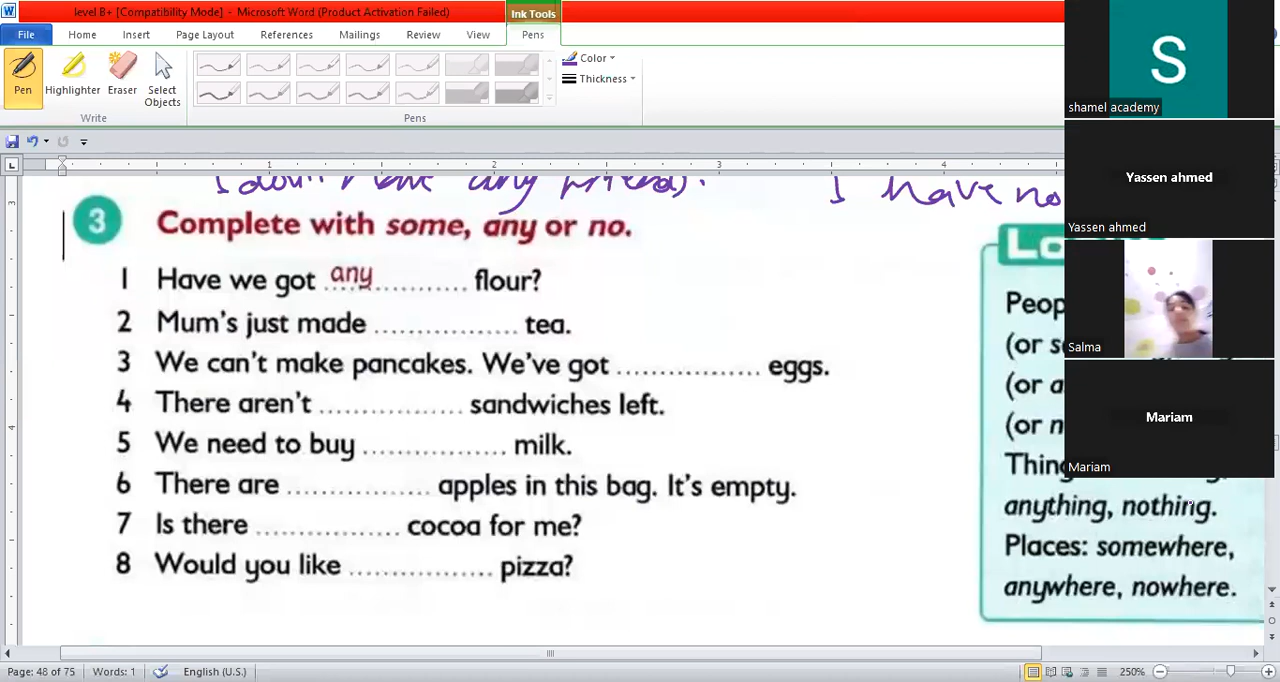 level B+ [Compatibility Mode] - Microsoft Word (Product Activation Failed)
Ink Tools
File Home Insert Page Layout References Mailings Review View Pens
Color
Thickness
Pen Highlighter Eraser Select Objects
Write Pens
shamel academy
S
Yassen ahmed
Yassen ahmed
Salma
Mariam
Mariam
1 2 3 4
any I have no
3 Complete with some, any or no.
1 Have we got any flour?
2 Mum's just made ............... tea.
3 We can't make pancakes. We've got ............... eggs.
4 There aren't ............... sandwiches left.
5 We need to buy ............... milk.
6 There are ............... apples in this bag. It's empty.
7 Is there ............... cocoa for me?
8 Would you like ............... pizza?
Peop
(or s
(or a
(or n
Thing
anything, nothing.
Places: somewhere,
anywhere, nowhere.
Page: 48 of 75 Words: 1 English (U.S.) 250%